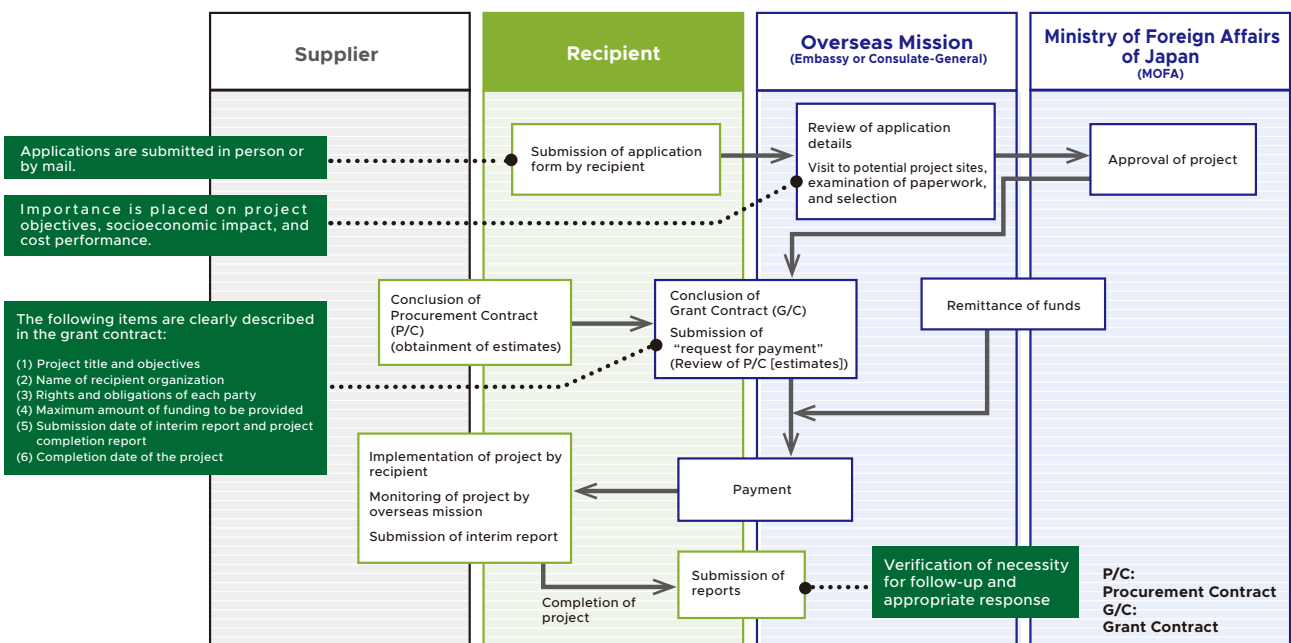 Supplier
Recipient
Overseas Mission
(Embassy or Consulate-General)
Ministry of Foreign Affairs
of Japan
(MOFA)
Applications are submitted in person or
by mail.
Submission of application
form by recipient
Review of application
details
Visit to potential project sites,
examination of paperwork,
and selection
Approval of project
Importance is placed on project
objectives, socioeconomic impact, and
cost performance.
The following items are clearly described
in the grant contract:
(1) Project title and objectives
(2) Name of recipient organization
(3) Rights and obligations of each party
(4) Maximum amount of funding to be provided
(5) Submission date of interim report and project
completion report
(6) Completion date of the project
Conclusion of
Procurement Contract
(P/C)
(obtainment of estimates)
Conclusion of
Grant Contract (G/C)
Submission of
“request for payment”
(Review of P/C [estimates])
Remittance of funds
Implementation of project by
recipient
Monitoring of project by
overseas mission
Submission of interim report
Payment
Completion of
project
Submission of
reports
Verification of necessity
for follow-up and
appropriate response
P/C:
Procurement Contract
G/C:
Grant Contract